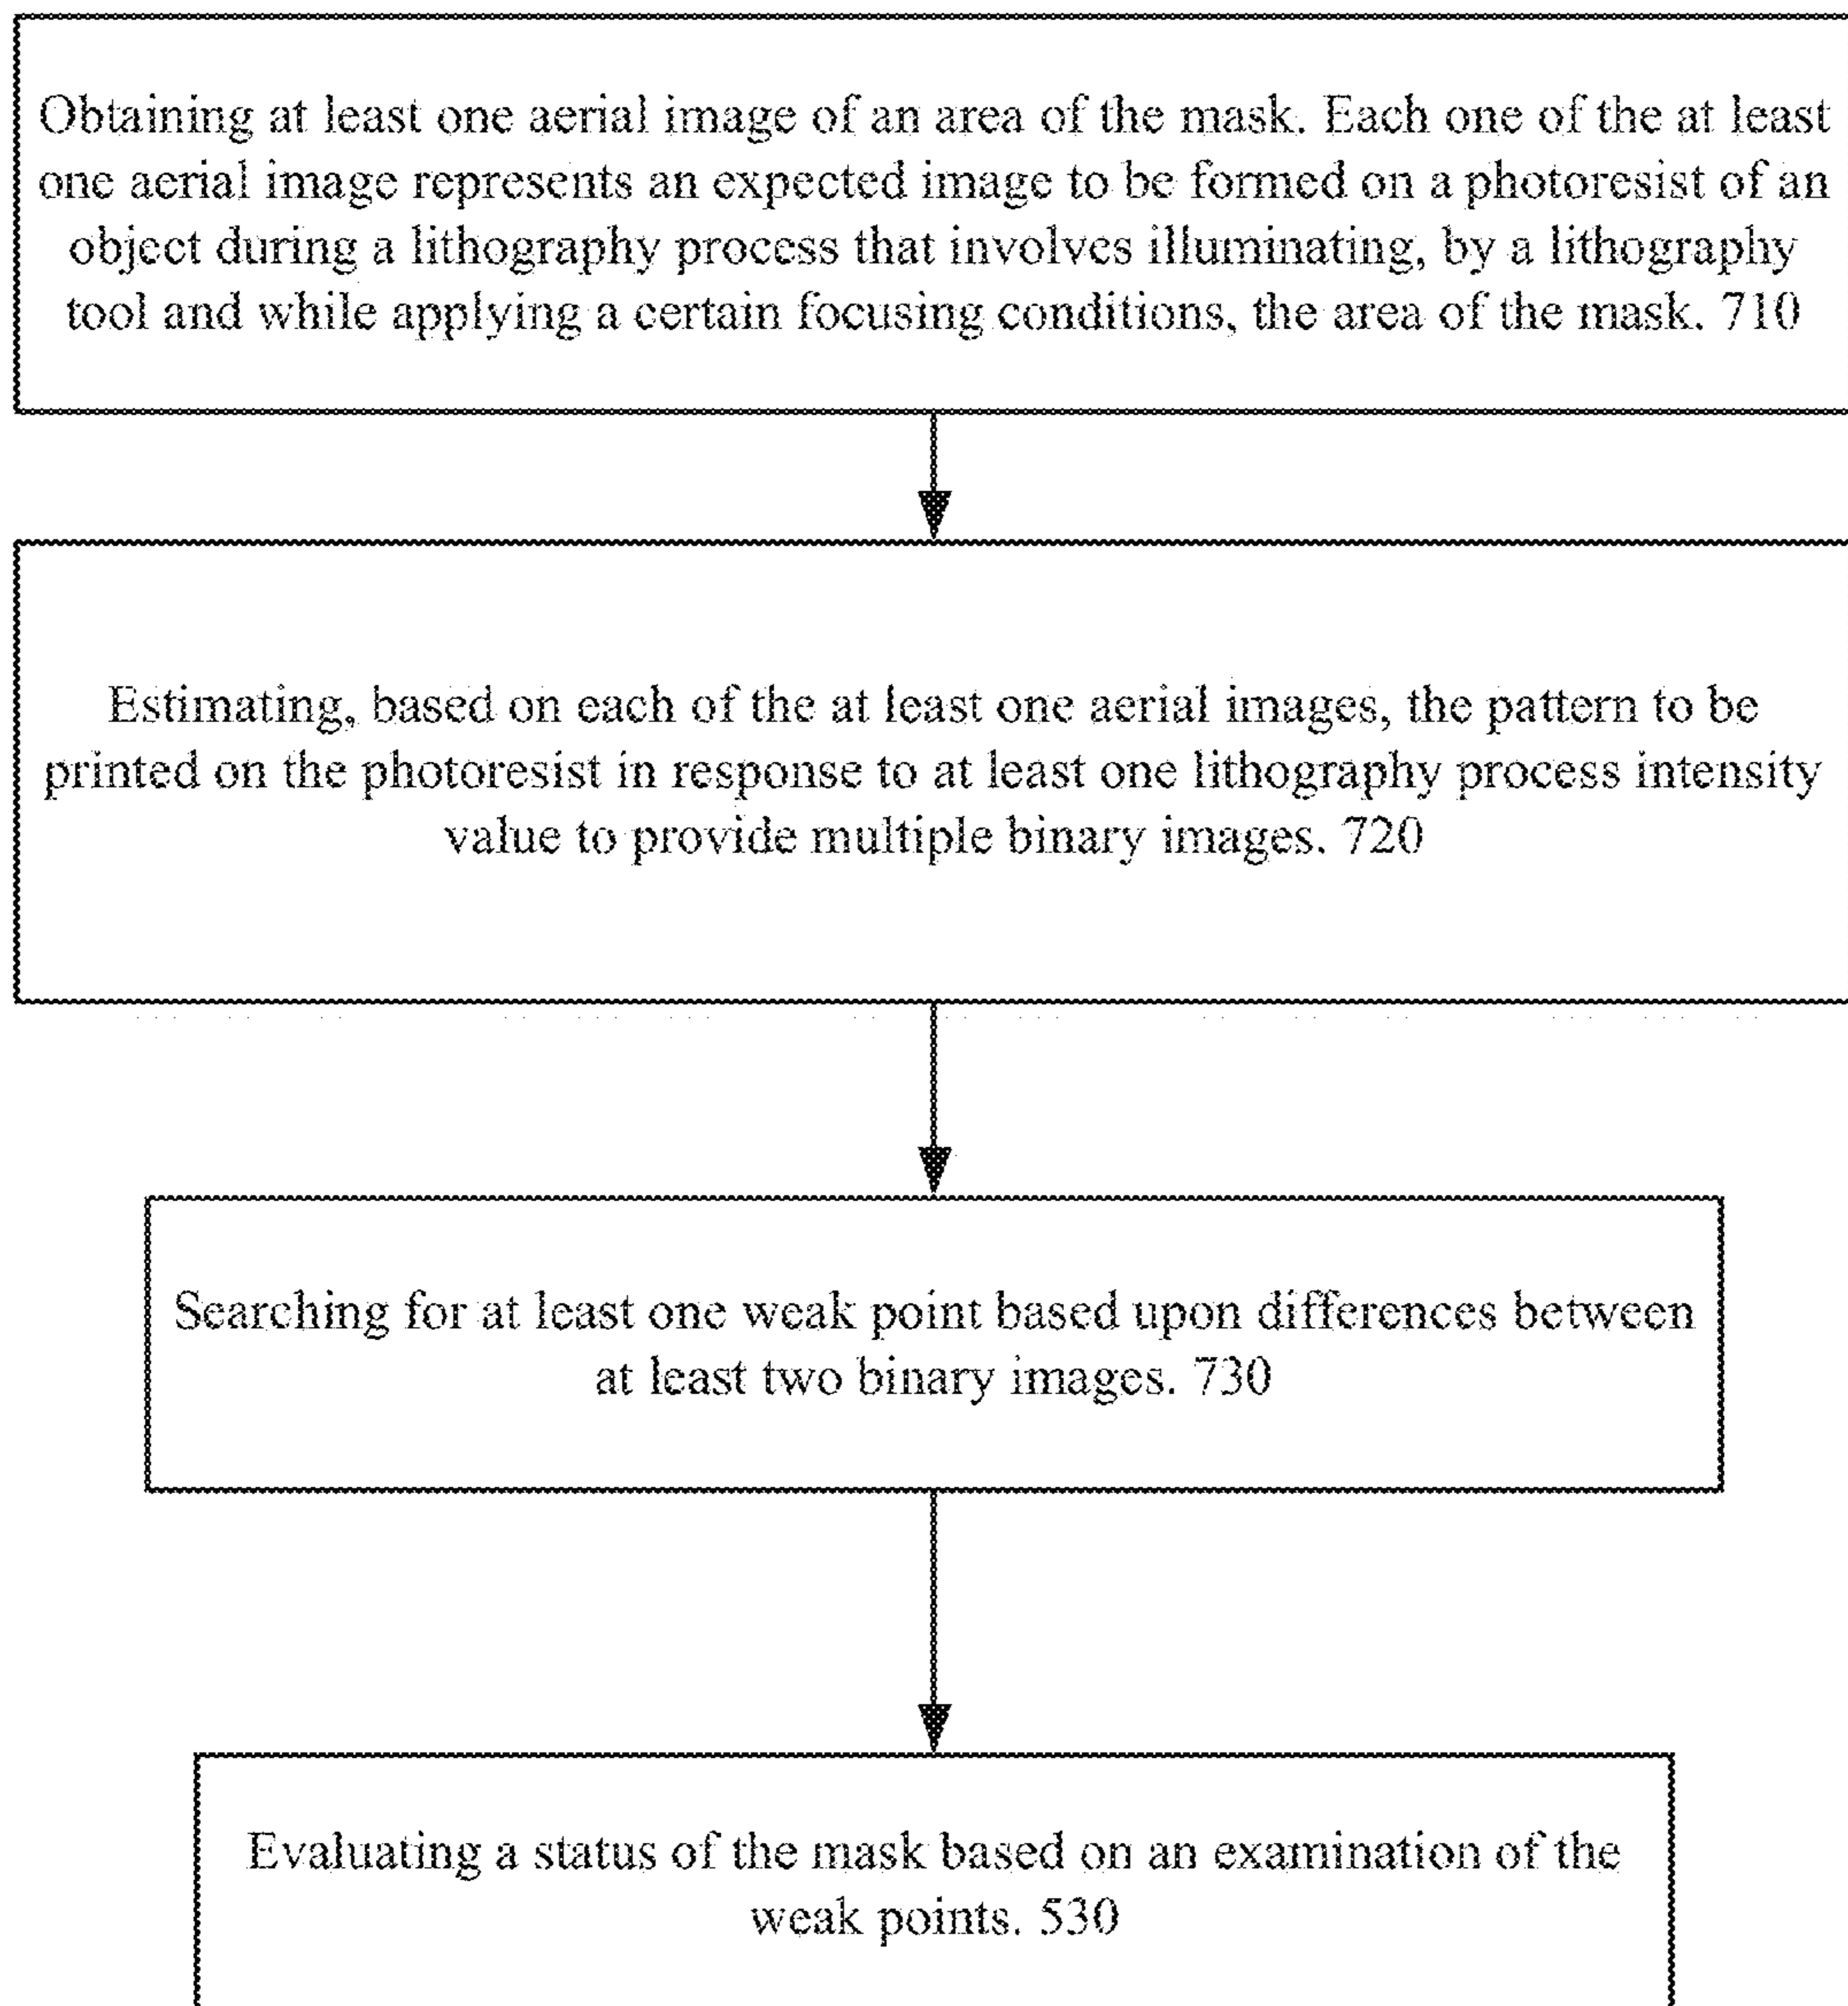 Obtaining at least one aerial image of an area of the mask. Each one of the at least
one aerial image represents an expected image to be formed on a photoresist of an
object during a lithography process that involves illuminating, by a lithography
tool and while applying a certain focusing conditions, the area of the mask. 710
Estimating, based on each of the at least one aerial images, the pattern to be
printed on the photoresist in response to at least one lithography process intensity
value to provide multiple binary images. 720
Searching for at least one weak point based upon differences between
at least two binary images. 730
Evaluating a status of the mask based on an examination of the
weak points. 530